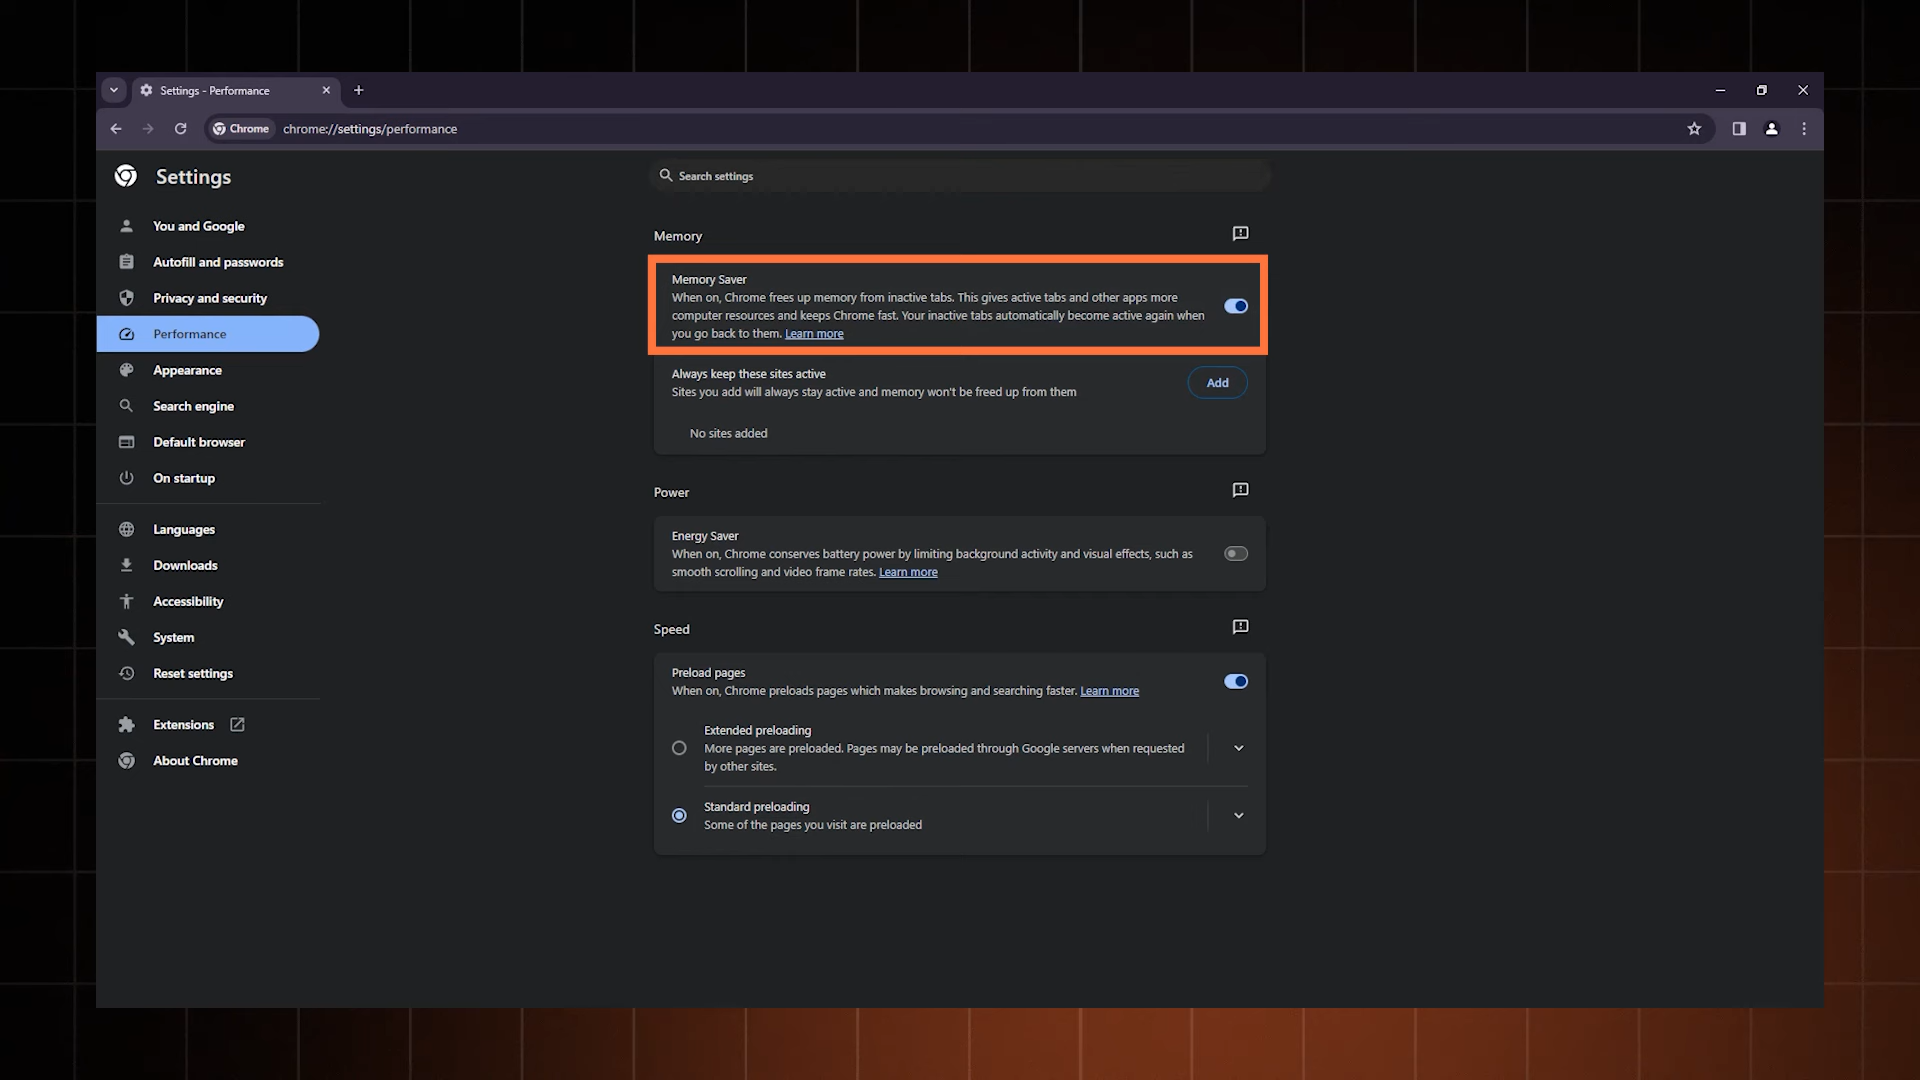 Settings - Performance
Chrome
chrome://settings/performance
Settings
Search settings
You and Google
Autofill and passwords
Privacy and security
Performance
Appearance
Search engine
Default browser
On startup
Languages
Downloads
Accessibility
System
Reset settings
Extensions
About Chrome
Memory
Memory Saver
When on, Chrome frees up memory from inactive tabs. This gives active tabs and other apps more
computer resources and keeps Chrome fast. Your inactive tabs automatically become active again when
you go back to them. Learn more
Always keep these sites active
Sites you add will always stay active and memory won't be freed up from them
Add
No sites added
Power
Energy Saver
When on, Chrome conserves battery power by limiting background activity and visual effects, such as
smooth scrolling and video frame rates. Learn more
Speed
Preload pages
When on, Chrome preloads pages which makes browsing and searching faster. Learn more
Extended preloading
More pages are preloaded. Pages may be preloaded through Google servers when requested
by other sites.
Standard preloading
Some of the pages you visit are preloaded